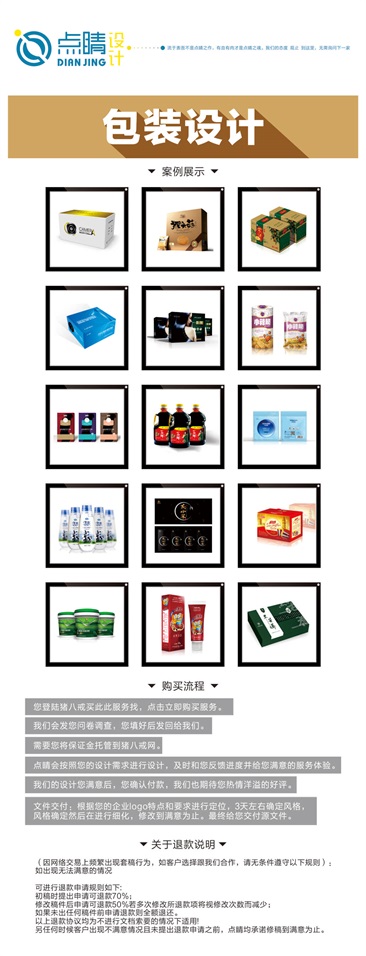 点睛设计
DIAN JING
包装设计
案例展示
购买流程
您登陆猪八戒买此此服务找，点击立即购买服务。
我们会发您问卷调查，您填好后发回给我们。
需要您将保证金托管到猪八戒网。
点睛会按照您的设计需求进行设计，及时和您反馈进度并给您满意的服务体验。
我们的设计您满意后，您确认付款，我们也期待您热情洋溢的好评。
文件交付：根据您的企业logo特点和要求进行定位，3天左右确定风格，
风格确定然后在进行细化，修改到满意为止。最终给您交付源文件。
关于退款说明
（因网络交易上频繁出现套稿行为，如客户选择跟我们合作，请无条件遵守以下规则）；
如出现无法满意的情况
可进行退款申请规则如下:
初稿时提出申请可退款70%；
修改稿件后申请可退款50%若多次修改所退款项将视修改次数而减少；
如果未出任何稿件前申请退款则全额退还。
以上退款协议均为不进行文档索要的情况下适用!
另任何时候客户出现不满意情况且未提出退款申请之前，点睛均承诺修稿到满意为止。